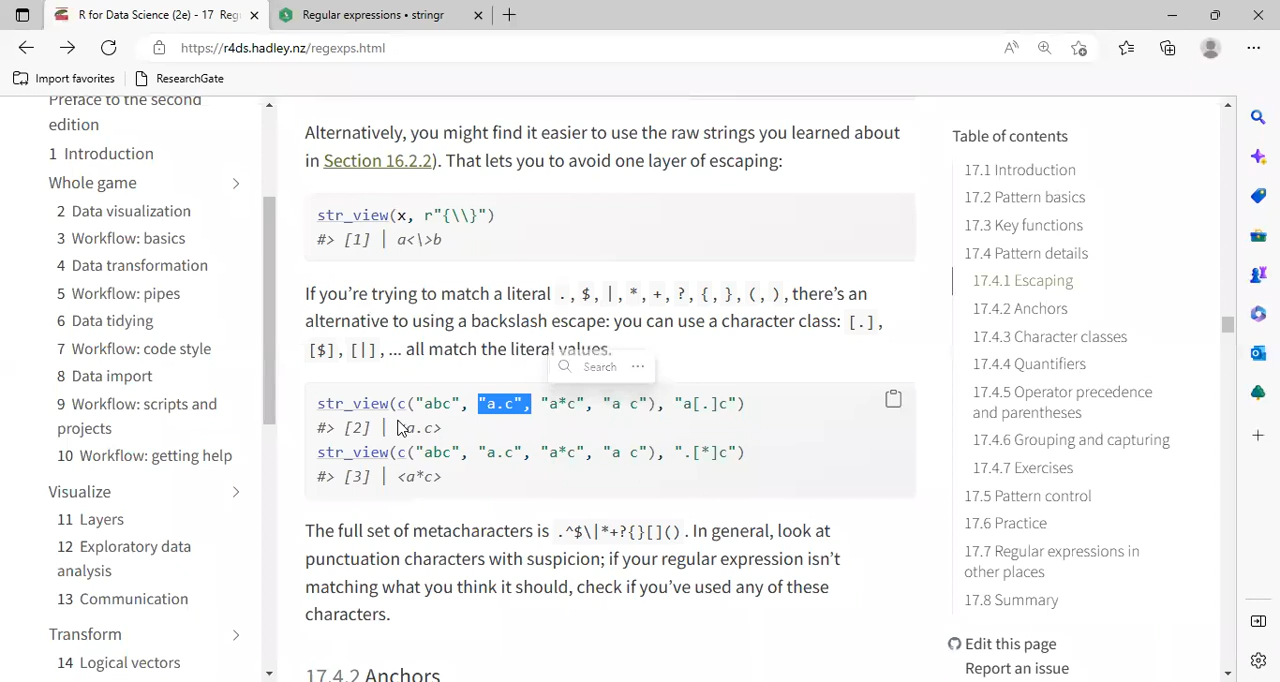 R for Data Science (2e) - 17 Reg
Regular expressions • stringr
https://r4ds.hadley.nz/regexps.html
Import favorites
ResearchGate
Preface to the second
edition
1 Introduction
Whole game
2 Data visualization
3 Workflow: basics
4 Data transformation
5 Workflow: pipes
6 Data tidying
7 Workflow: code style
8 Data import
9 Workflow: scripts and
projects
10 Workflow: getting help
Visualize
11 Layers
12 Exploratory data
analysis
13 Communication
Transform
14 Logical vectors
Alternatively, you might find it easier to use the raw strings you learned about
in Section 16.2.2). That lets you to avoid one layer of escaping:
str_view(x, r"{\\}")
#> [1] │ a<\>b
If you’re trying to match a literal ., $, |, *, +, ?, {, }, (, ), there’s an
alternative to using a backslash escape: you can use a character class: [.],
[$], [|], … all match the literal values.
Search
str_view(c("abc", "a.c", "a*c", "a c"), "a[.]c")
#> [2] │ <a.c>
str_view(c("abc", "a.c", "a*c", "a c"), ".[*]c")
#> [3] │ <a*c>
The full set of metacharacters is .^$\|*+?{}[](). In general, look at
punctuation characters with suspicion; if your regular expression isn’t
matching what you think it should, check if you’ve used any of these
characters.
17.4.2 Anchors
Table of contents
17.1 Introduction
17.2 Pattern basics
17.3 Key functions
17.4 Pattern details
17.4.1 Escaping
17.4.2 Anchors
17.4.3 Character classes
17.4.4 Quantifiers
17.4.5 Operator precedence
and parentheses
17.4.6 Grouping and capturing
17.4.7 Exercises
17.5 Pattern control
17.6 Practice
17.7 Regular expressions in
other places
17.8 Summary
Edit this page
Report an issue